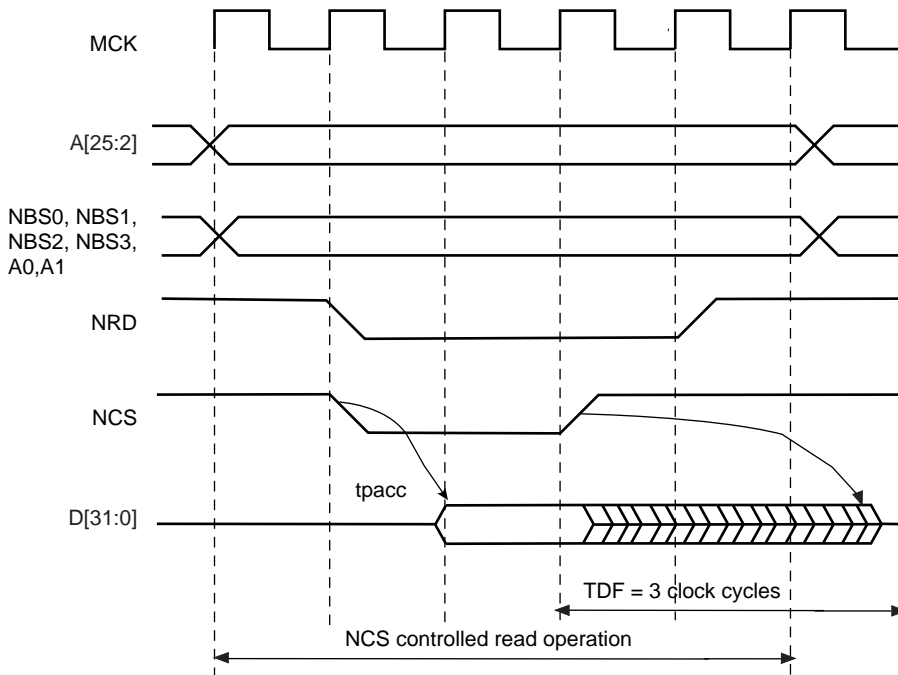 MCK
A[25:2]
NBS0, NBS1,
NBS2, NBS3,
A0,A1
NRD
NCS
tpacc
D[31:0]
TDF = 3 clock cycles
NCS controlled read operation